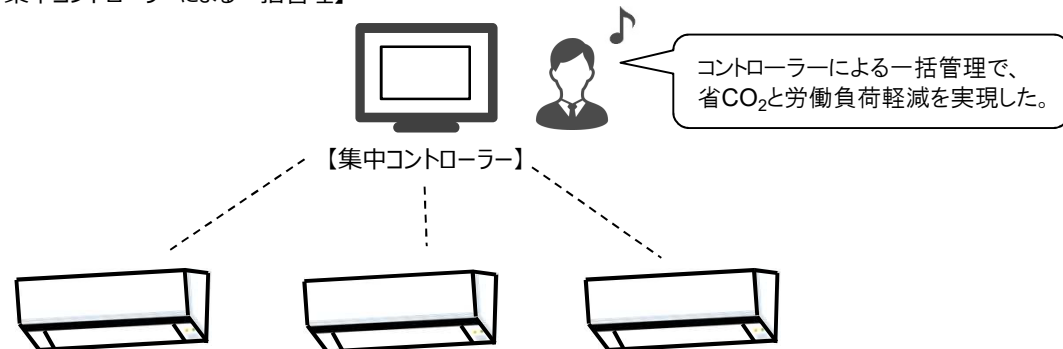 集中コントローラーによる一括管理】
コントローラーによる一括管理で、
省CO₂と労働負荷軽減を実現した。
【集中コントローラー】